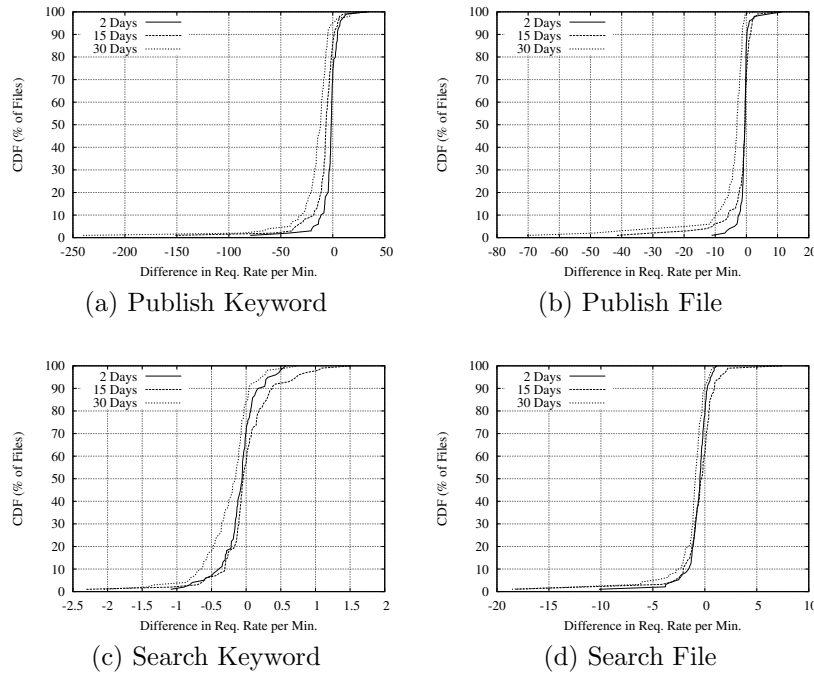 100
90
80
70
60
50
40
30
20
10
0
CDF (% of Files)
2 Days
15 Days
30 Days
-250 -200 -150 -100 -50 0 50
Difference in Req. Rate per Min.
(a) Publish Keyword
100
90
80
70
60
50
40
30
20
10
0
CDF (% of Files)
2 Days
15 Days
30 Days
-80 -70 -60 -50 -40 -30 -20 -10 0 10 20
Difference in Req. Rate per Min.
(b) Publish File
100
90
80
70
60
50
40
30
20
10
0
CDF (% of Files)
2 Days
15 Days
30 Days
-2.5 -2 -1.5 -1 -0.5 0 0.5 1 1.5 2
Difference in Req. Rate per Min.
(c) Search Keyword
100
90
80
70
60
50
40
30
20
10
0
CDF (% of Files)
2 Days
15 Days
30 Days
-20 -15 -10 -5 0 5 10
Difference in Req. Rate per Min.
(d) Search File